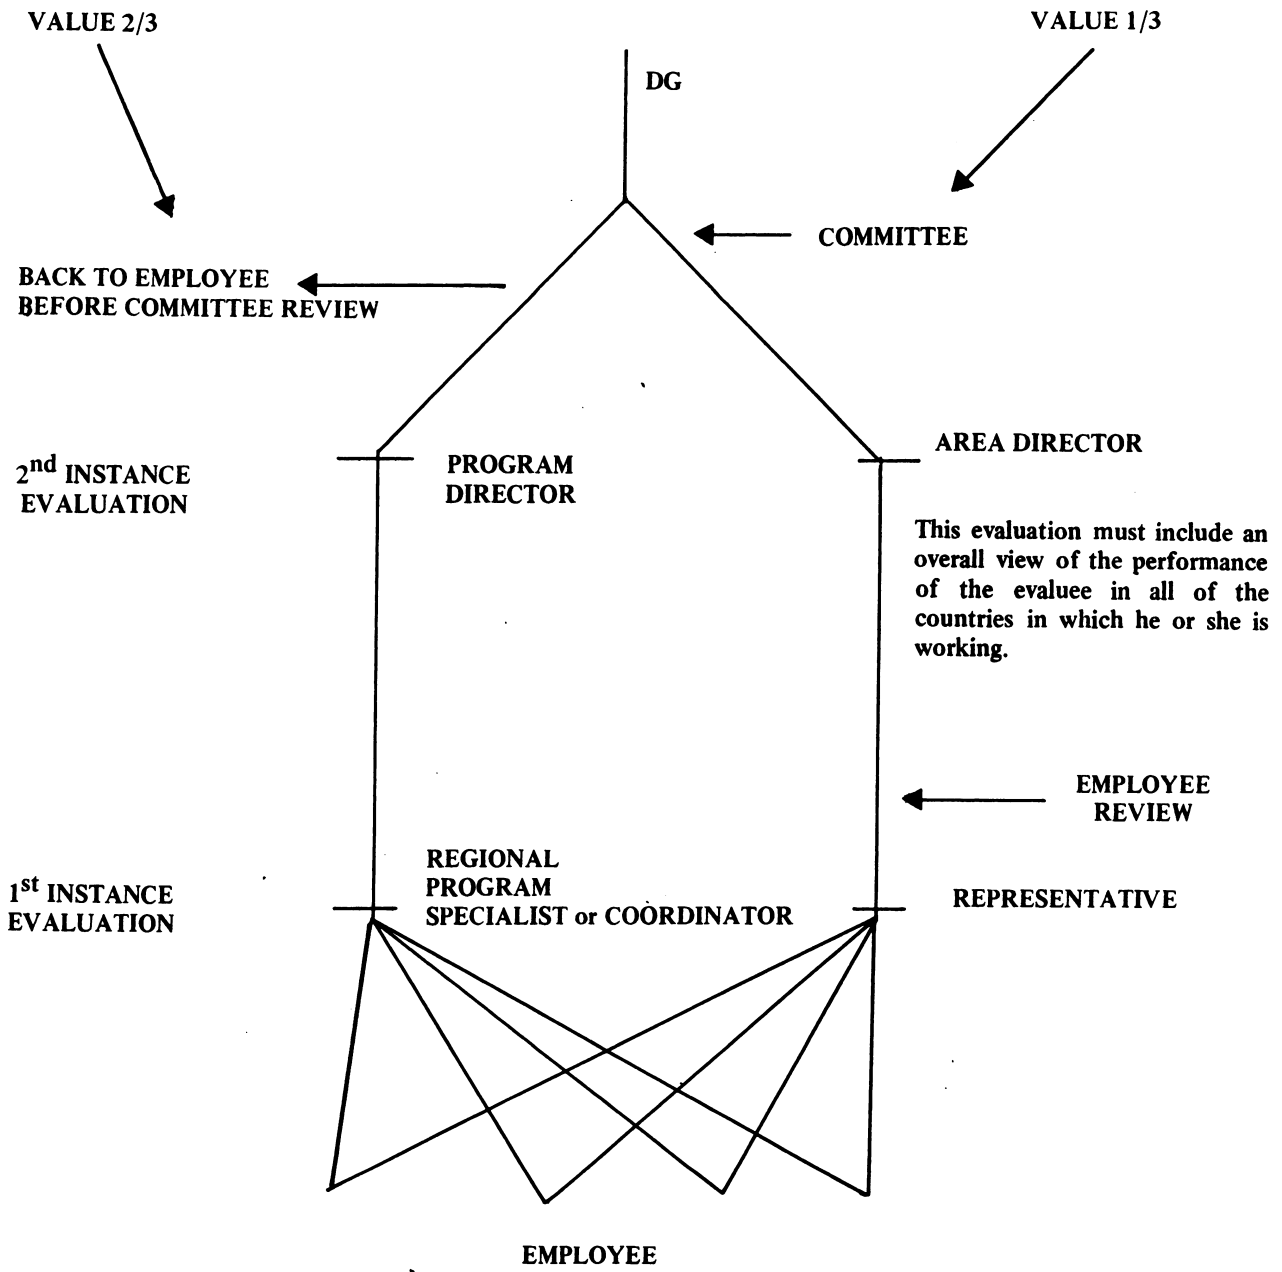 VALUE 2/3
VALUE 1/3
DG
COMMITTEE
BACK TO EMPLOYEE
BEFORE COMMITTEE REVIEW
2nd INSTANCE
EVALUATION
PROGRAM
DIRECTOR
AREA DIRECTOR
This evaluation must include an
overall view of the performance
of the evaluee in all of the
countries in which he or she is
working.
EMPLOYEE
REVIEW
1st INSTANCE
EVALUATION
REGIONAL
PROGRAM
SPECIALIST or COORDINATOR
REPRESENTATIVE
EMPLOYEE